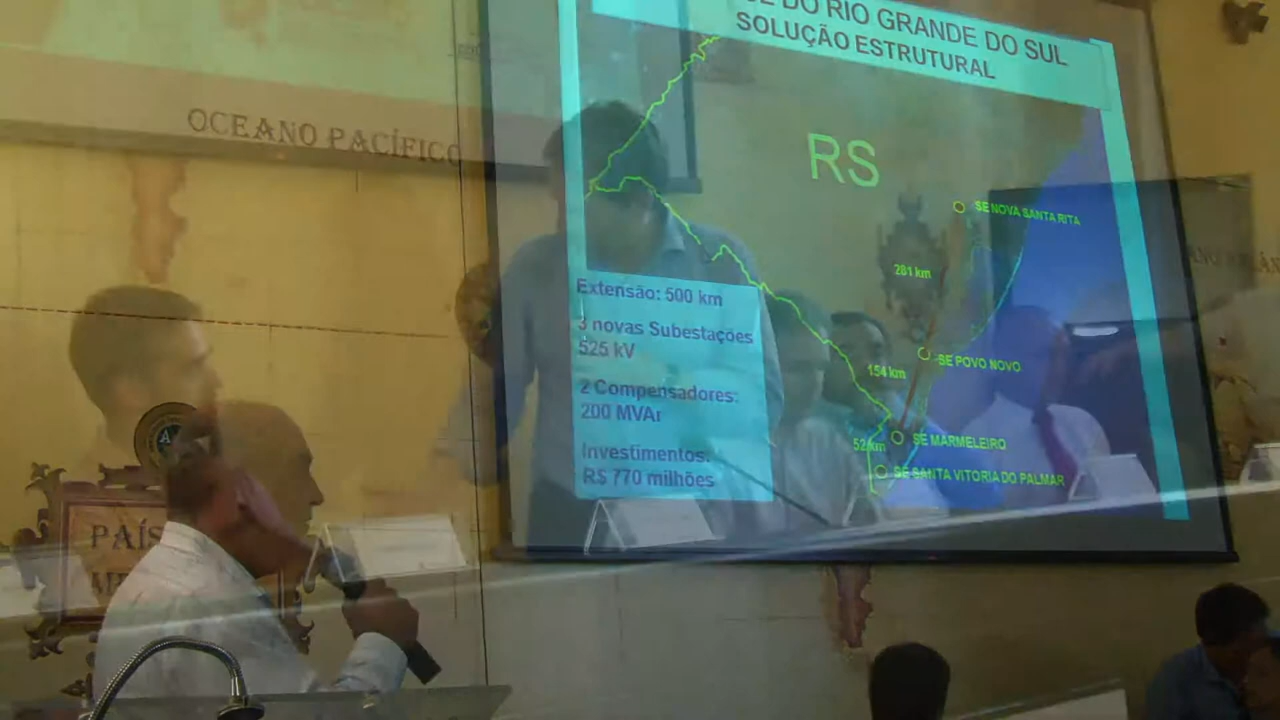 DO RIO GRANDE DO SUL
SOLUÇÃO ESTRUTURAL
OCEANO PACÍFICO
RS
SE NOVA SANTA RITA
281 km
Extensão: 500 km
3 novas Subestações
525 kV
SE POVO NOVO
154 km
2 Compensadores:
200 MVAr
52 km
SE MARMELEIRO
Investimentos:
R$ 770 milhões
SE SANTA VITORIA DO PALMAR
A
PAÍS